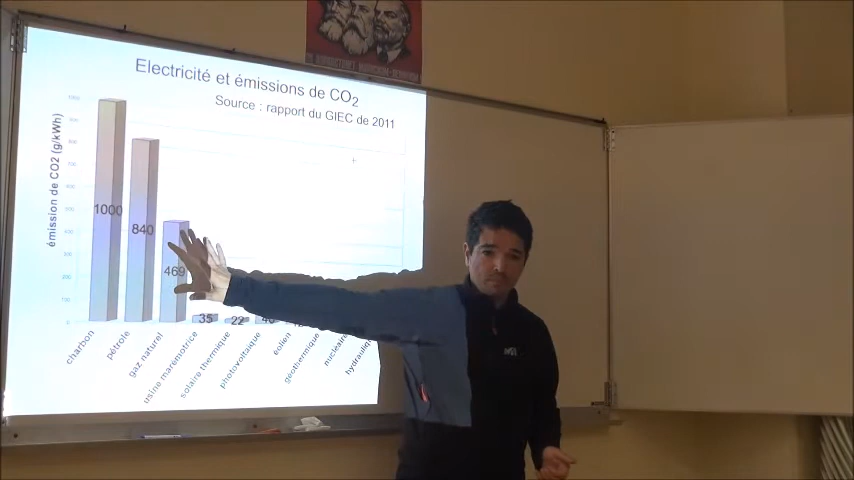 Electricité et émissions de CO₂
Source : rapport du GIEC de 2011
émission de CO2 (g/kWh)
1000
840
469
35
22
charbon
pétrole
gaz naturel
usine marémotrice
solaire thermique
photovoltaïque
éolien
géothermique
nucléaire
hydraulique
M